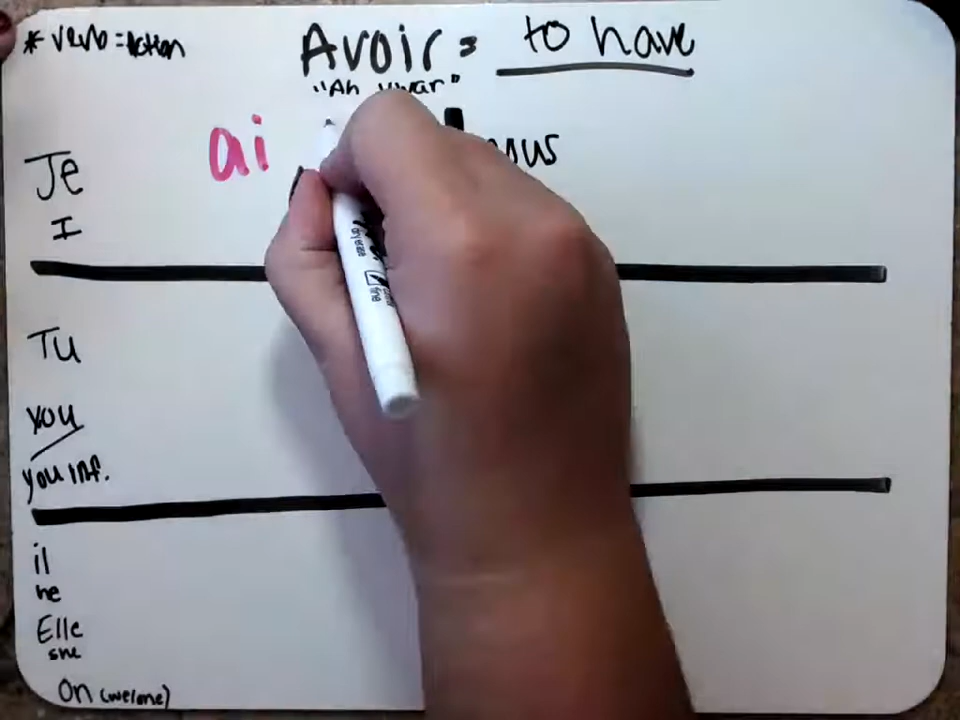 * verb = action
Avoir = to have
"Ah vwar"
ai
Je
I
Tu
you
you inf.
il
he
Elle
she
On (we/one)
fine